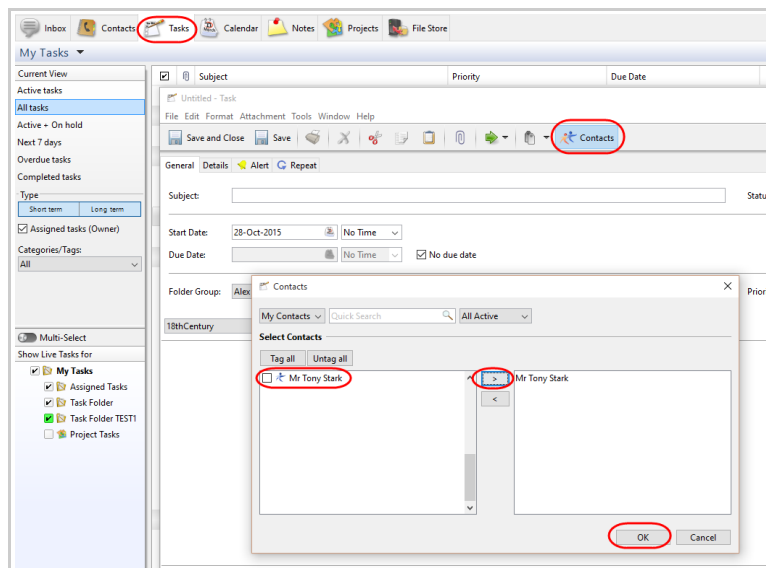 Inbox Contacts Tasks Calendar Notes Projects File Store
My Tasks
Current View
Active tasks
All tasks
Active + On hold
Next 7 days
Overdue tasks
Completed tasks
Type
Short term Long term
Assigned tasks (Owner)
Categories/Tags:
All
Multi-Select
Show Live Tasks for
My Tasks
Assigned Tasks
Task Folder
Task Folder TEST1
Project Tasks
Subject Priority Due Date
Untitled - Task
File Edit Format Attachment Tools Window Help
Save and Close Save Contacts
General Details Alert Repeat
Subject: Statu
Start Date: 28-Oct-2015 No Time
Due Date: No Time No due date
Folder Group: Alex Prior
18thCentury
Contacts
My Contacts Quick Search All Active
Select Contacts
Tag all Untag all
Mr Tony Stark > Mr Tony Stark
<
OK Cancel